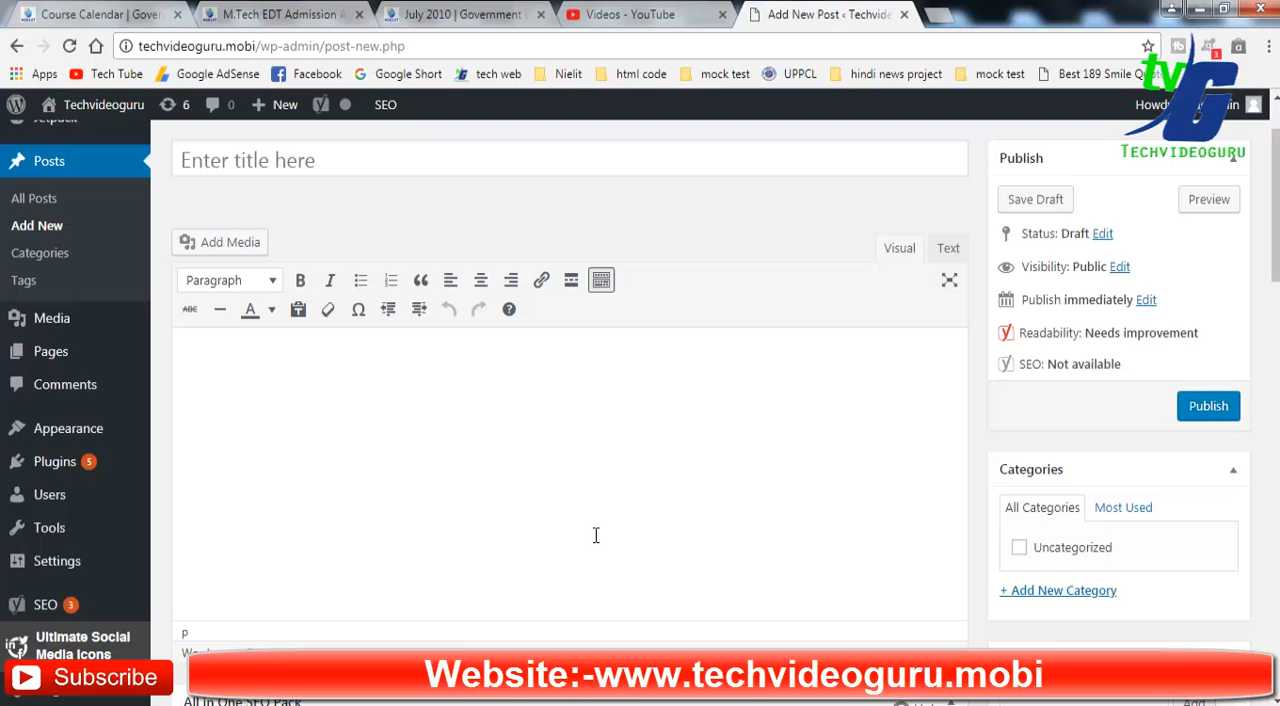 Course Calendar | Gover
M.Tech EDT Admission A
July 2010 | Government
Videos - YouTube
Add New Post ‹ Techvide
techvideoguru.mobi/wp-admin/post-new.php
Apps
Tech Tube
Google AdSense
Facebook
Google Short
tech web
Nielit
html code
mock test
UPPCL
hindi news project
mock test
Best 189 Smile Quot
tvG
TECHVIDEOGURU
Techvideoguru
6
0
New
SEO
Howdy
Jetpack
Posts
All Posts
Add New
Categories
Tags
Media
Pages
Comments
Appearance
Plugins 5
Users
Tools
Settings
SEO 3
Ultimate Social
Media Icons
Enter title here
Add Media
Visual
Text
Paragraph
p
Publish
Save Draft
Preview
Status: Draft Edit
Visibility: Public Edit
Publish immediately Edit
Readability: Needs improvement
SEO: Not available
Publish
Categories
All Categories
Most Used
Uncategorized
+ Add New Category
Subscribe
Website:-www.techvideoguru.mobi
All in One SEO Pack